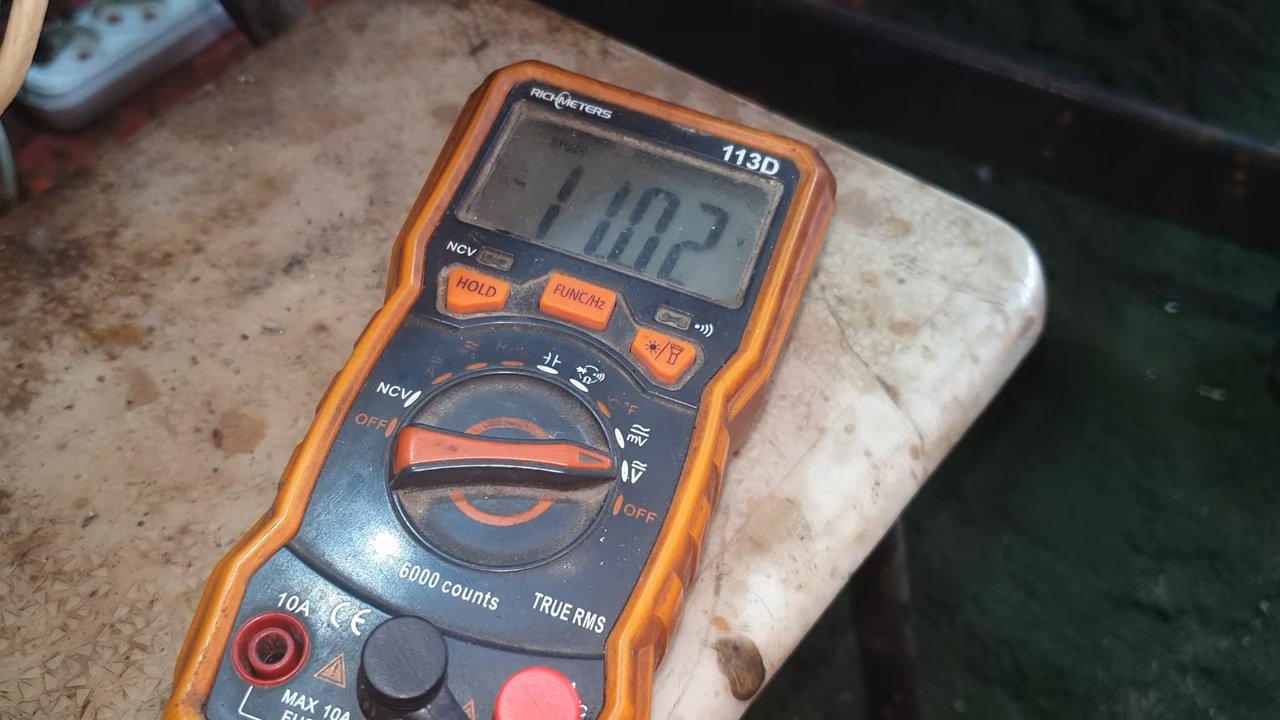 RICHMETERS
113D
11.02
V
NCV
HOLD
FUNC/Hz
NCV
OFF
mV
V
OFF
6000 counts
TRUE RMS
10A
CE
MAX 10A